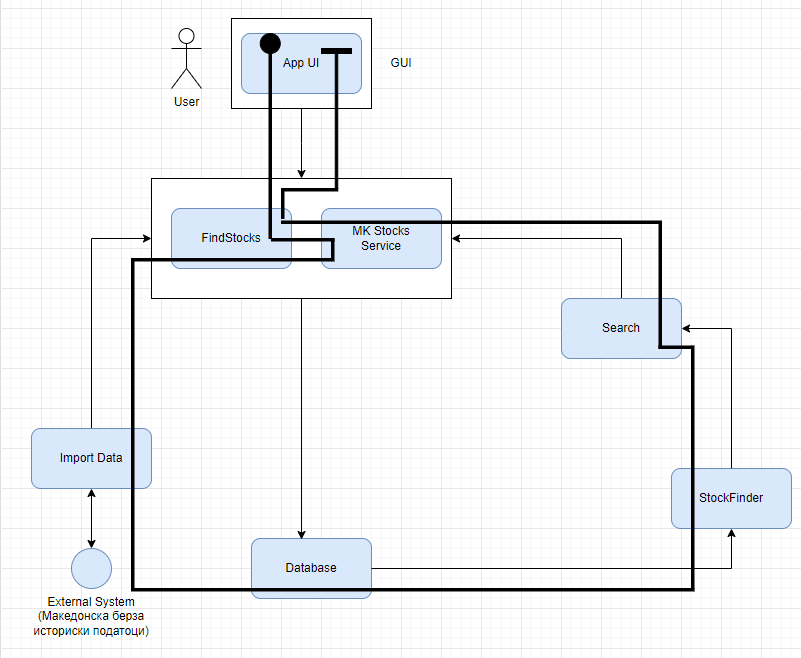 App UI
GUI
User
FindStocks
MK Stocks
Service
Search
Import Data
StockFinder
Database
External System
(Македонска берза
историски податоци)